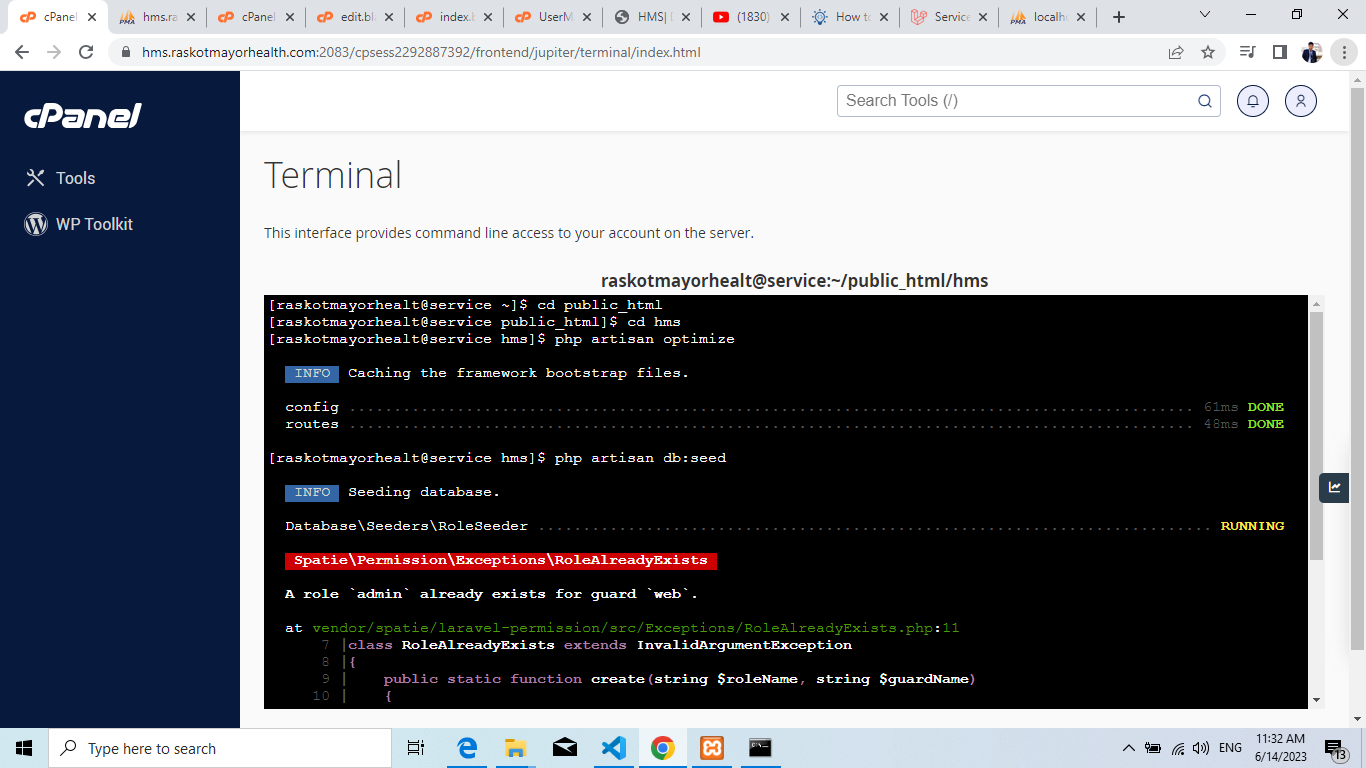 cPanel
hms.ra
cPanel
edit.bl
index.b
UserM
HMS|
(1830)
How to
Service
localho
hms.raskotmayorhealth.com:2083/cpsess2292887392/frontend/jupiter/terminal/index.html
cPanel
Search Tools (/)
Tools
WP Toolkit
Terminal
This interface provides command line access to your account on the server.
raskotmayorhealt@service:~/public_html/hms
[raskotmayorhealt@service ~]$ cd public_html
[raskotmayorhealt@service public_html]$ cd hms
[raskotmayorhealt@service hms]$ php artisan optimize
INFO Caching the framework bootstrap files.
config .............................................................................................. 61ms DONE
routes .............................................................................................. 48ms DONE
[raskotmayorhealt@service hms]$ php artisan db:seed
INFO Seeding database.
Database\Seeders\RoleSeeder ........................................................................... RUNNING
Spatie\Permission\Exceptions\RoleAlreadyExists
A role `admin` already exists for guard `web`.
at vendor/spatie/laravel-permission/src/Exceptions/RoleAlreadyExists.php:11
7 |class RoleAlreadyExists extends InvalidArgumentException
8 |{
9 | public static function create(string $roleName, string $guardName)
10 | {
Type here to search
ENG
11:32 AM
6/14/2023
13